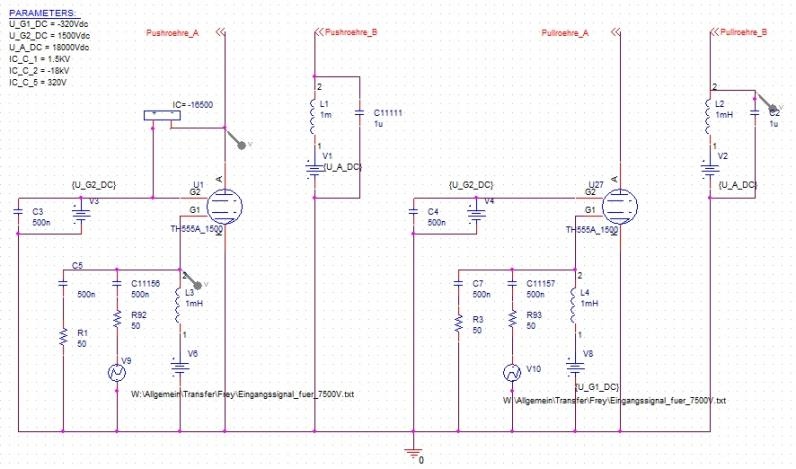 PARAMETERS:
U_G1_DC = -320Vdc
U_G2_DC = 1500Vdc
U_A_DC = 18000Vdc
IC_C_1 = 1.5KV
IC_C_2 = -18kV
IC_C_5 = 320V
Pushroehre_A
Pushroehre_B
Pullroehre_A
Pullroehre_B
IC= -16500
+ -
2
L1
1m
C11111
1u
1
V1
{U_A_DC}
2
L2
1mH
C2
1u
1
V2
{U_A_DC}
V
V
{U_G2_DC}
V3
C3
500n
A
U1
G2
G1
K
TH555A_1500
{U_G2_DC}
V4
C4
500n
A
U27
G2
G1
K
TH555A_1500
C5
500n
R1
50
C11156
500n
R92
50
V9
2
L3
1mH
1
V6
V
C7
500n
R3
50
C11157
500n
R93
50
V10
2
L4
1mH
1
V8
{U_G1_DC}
W:\Allgemein\Transfer\Frey\Eingangssignal_fuer_7500V.txt
W:\Allgemein\Transfer\Frey\Eingangssignal_fuer_7500V.txt
0